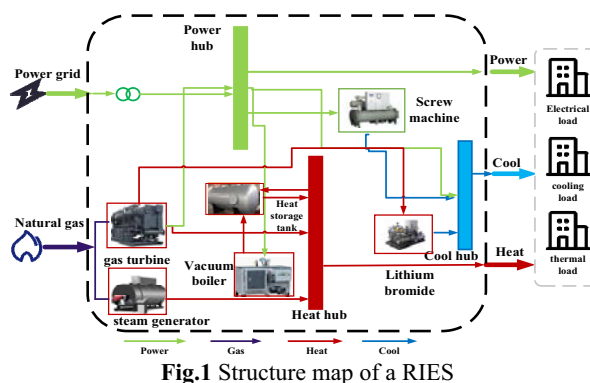 Power
hub
Power
Power grid
Electrical
load
Screw
machine
Cool
cooling
load
Natural gas
Heat
storage
tank
gas turbine
Vacuum
boiler
Cool hub
Heat
thermal
load
Lithium
bromide
steam generator
Heat hub
Power
Gas
Heat
Cool
Fig.1 Structure map of a RIES